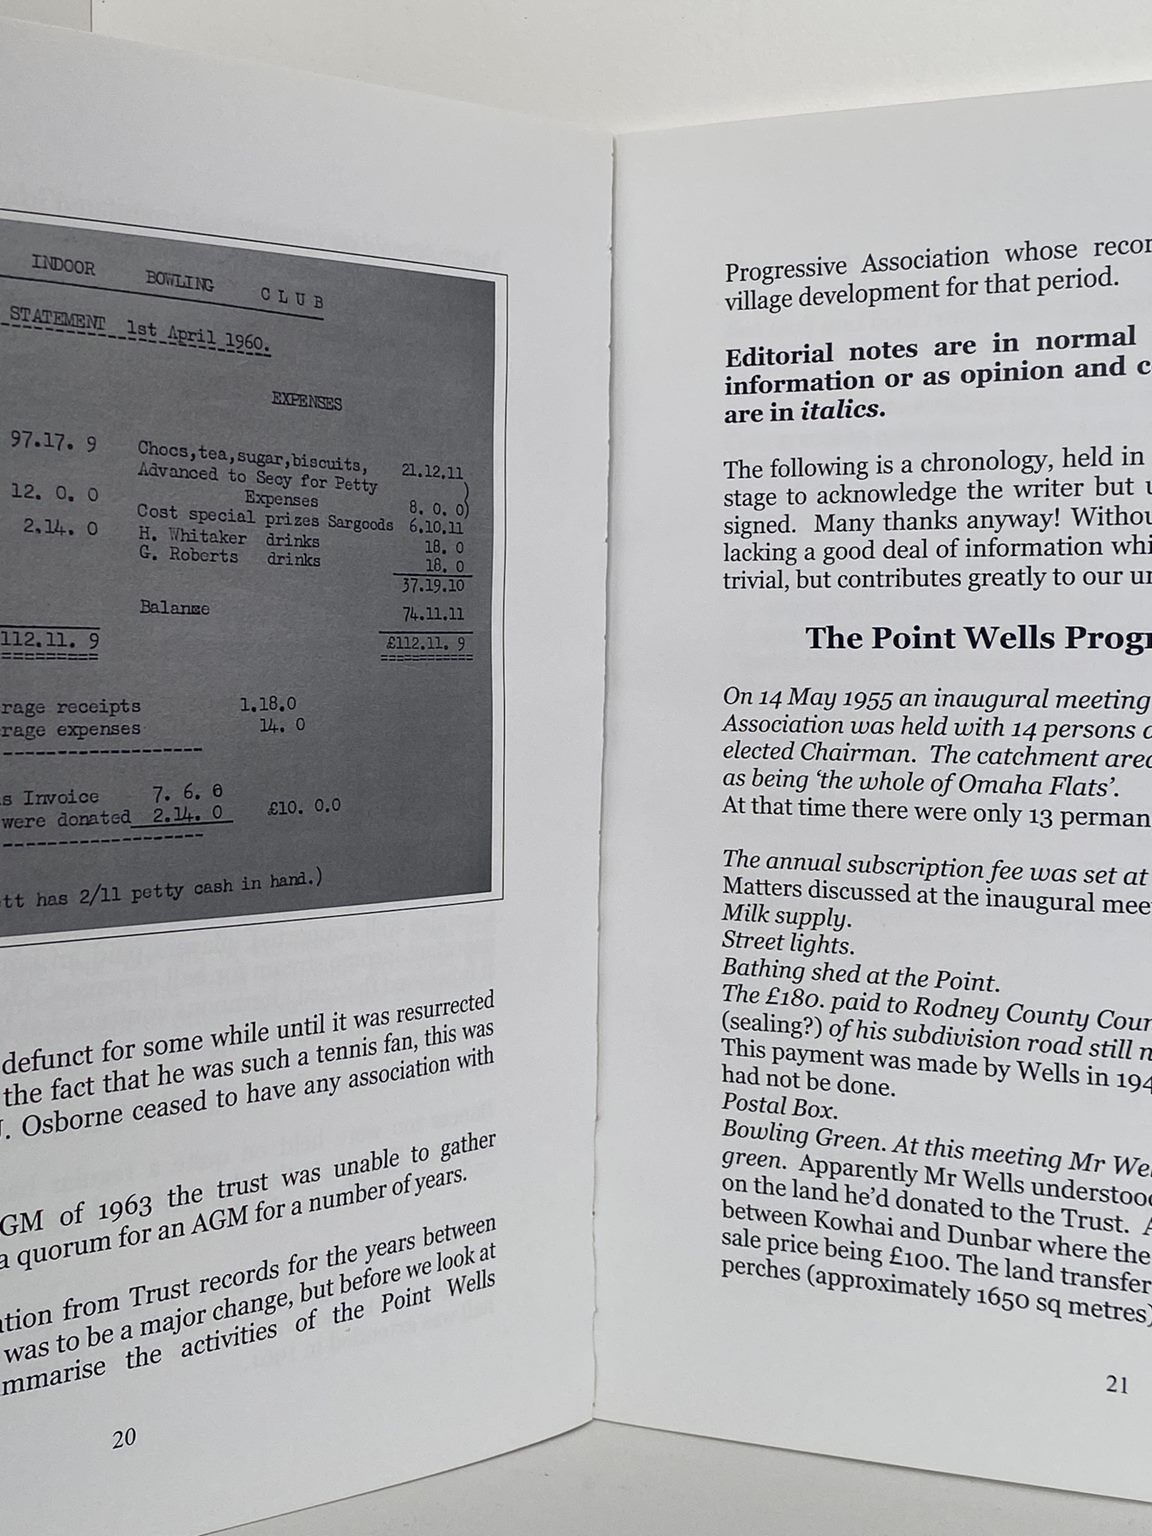 INDOOR BOWLING CLUB
STATEMENT 1st April 1960.
EXPENSES
97.17. 9 Chocs,tea,sugar,biscuits, 21.12.11
Advanced to Secy for Petty )
12. 0. 0 Expenses 8. 0. 0)
2.14. 0 Cost special prizes Sargoods 6.10.11
H. Whitaker drinks 18. 0
G. Roberts drinks 18. 0
37.19.10
Balanse 74.11.11
112.11. 9 £112.11. 9
rage receipts 1.18.0
rage expenses 14. 0
s Invoice 7. 6. 0
were donated 2.14. 0 £10. 0.0
tt has 2/11 petty cash in hand.)
defunct for some while until it was resurrected
the fact that he was such a tennis fan, this was
J. Osborne ceased to have any association with
GM of 1963 the trust was unable to gather
a quorum for an AGM for a number of years.
ation from Trust records for the years between
was to be a major change, but before we look at
mmarise the activities of the Point Wells
20
Progressive Association whose recor
village development for that period.
Editorial notes are in normal
information or as opinion and c
are in italics.
The following is a chronology, held in
stage to acknowledge the writer but u
signed. Many thanks anyway! Withou
lacking a good deal of information whi
trivial, but contributes greatly to our un
The Point Wells Progr
On 14 May 1955 an inaugural meeting
Association was held with 14 persons a
elected Chairman. The catchment area
as being ‘the whole of Omaha Flats’.
At that time there were only 13 perman
The annual subscription fee was set at
Matters discussed at the inaugural mee
Milk supply.
Street lights.
Bathing shed at the Point.
The £180. paid to Rodney County Coun
(sealing?) of his subdivision road still n
This payment was made by Wells in 194
had not be done.
Postal Box.
Bowling Green. At this meeting Mr Wel
green. Apparently Mr Wells understood
on the land he’d donated to the Trust. A
between Kowhai and Dunbar where the
sale price being £100. The land transfer
perches (approximately 1650 sq metres)
21